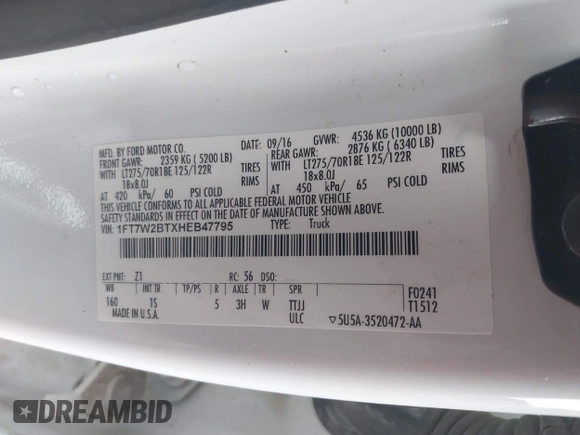 MFD. BY FORD MOTOR CO.
DATE: 09/16 GVWR: 4536 KG (10000 LB)
FRONT GAWR: 2359 KG ( 5200 LB) REAR GAWR: 2876 KG ( 6340 LB)
WITH LT275/70R18E 125/122R TIRES WITH LT275/70R18E 125/122R TIRES
18x8.0J RIMS 18x8.0J RIMS
AT 420 kPa/ 60 PSI COLD AT 450 kPa/ 65 PSI COLD
THIS VEHICLE CONFORMS TO ALL APPLICABLE FEDERAL MOTOR
VEHICLE SAFETY STANDARDS IN EFFECT ON THE DATE OF MANUFACTURE SHOWN ABOVE.
VIN: 1FT7W2BTXHEB47795 TYPE: Truck
EXT PNT: Z1 RC: 56 DSO:
WB INT TR TP/PS R AXLE TR SPR
160 1S 5 3H W TTJJ
ULC
F0241
T1512
MADE IN U.S.A.
▽5U5A-3520472-AA
DREAMBID